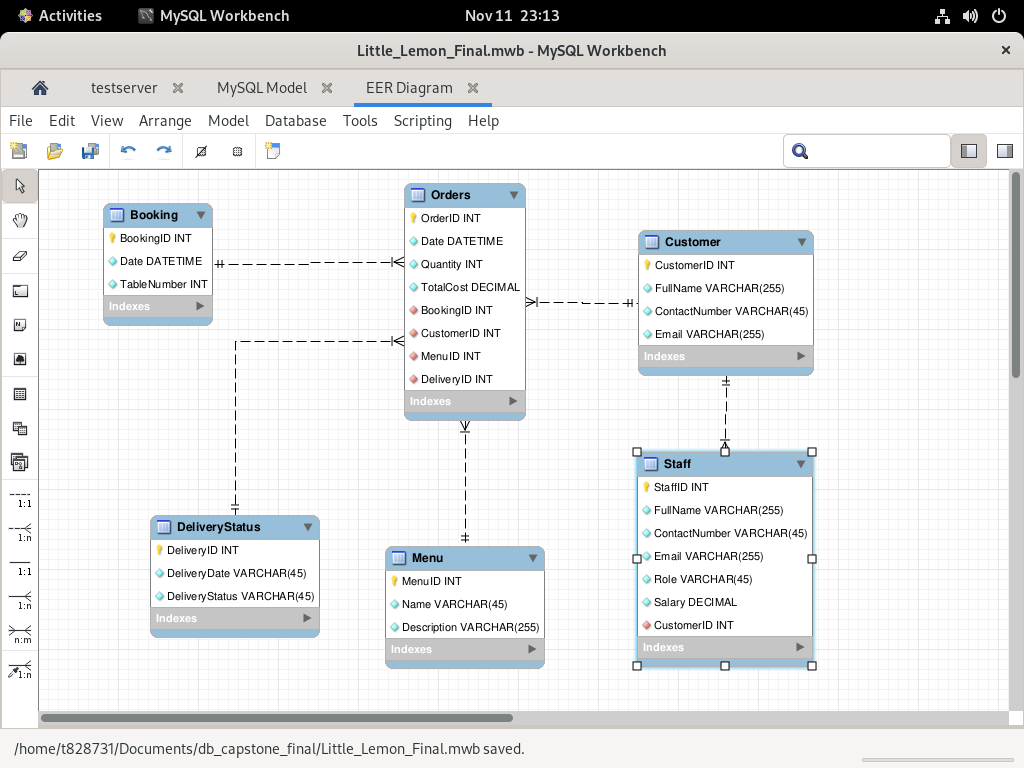 Activities MySQL Workbench Nov 11 23:13
Little_Lemon_Final.mwb - MySQL Workbench
testserver MySQL Model EER Diagram
File Edit View Arrange Model Database Tools Scripting Help
Booking
BookingID INT
Date DATETIME
TableNumber INT
Indexes
Orders
OrderID INT
Date DATETIME
Quantity INT
TotalCost DECIMAL
BookingID INT
CustomerID INT
MenuID INT
DeliveryID INT
Indexes
Customer
CustomerID INT
FullName VARCHAR(255)
ContactNumber VARCHAR(45)
Email VARCHAR(255)
Indexes
Staff
StaffID INT
FullName VARCHAR(255)
ContactNumber VARCHAR(45)
Email VARCHAR(255)
Role VARCHAR(45)
Salary DECIMAL
CustomerID INT
Indexes
DeliveryStatus
DeliveryID INT
DeliveryDate VARCHAR(45)
DeliveryStatus VARCHAR(45)
Indexes
Menu
MenuID INT
Name VARCHAR(45)
Description VARCHAR(255)
Indexes
1:1
1:n
1:1
1:n
n:m
1:n
/home/t828731/Documents/db_capstone_final/Little_Lemon_Final.mwb saved.